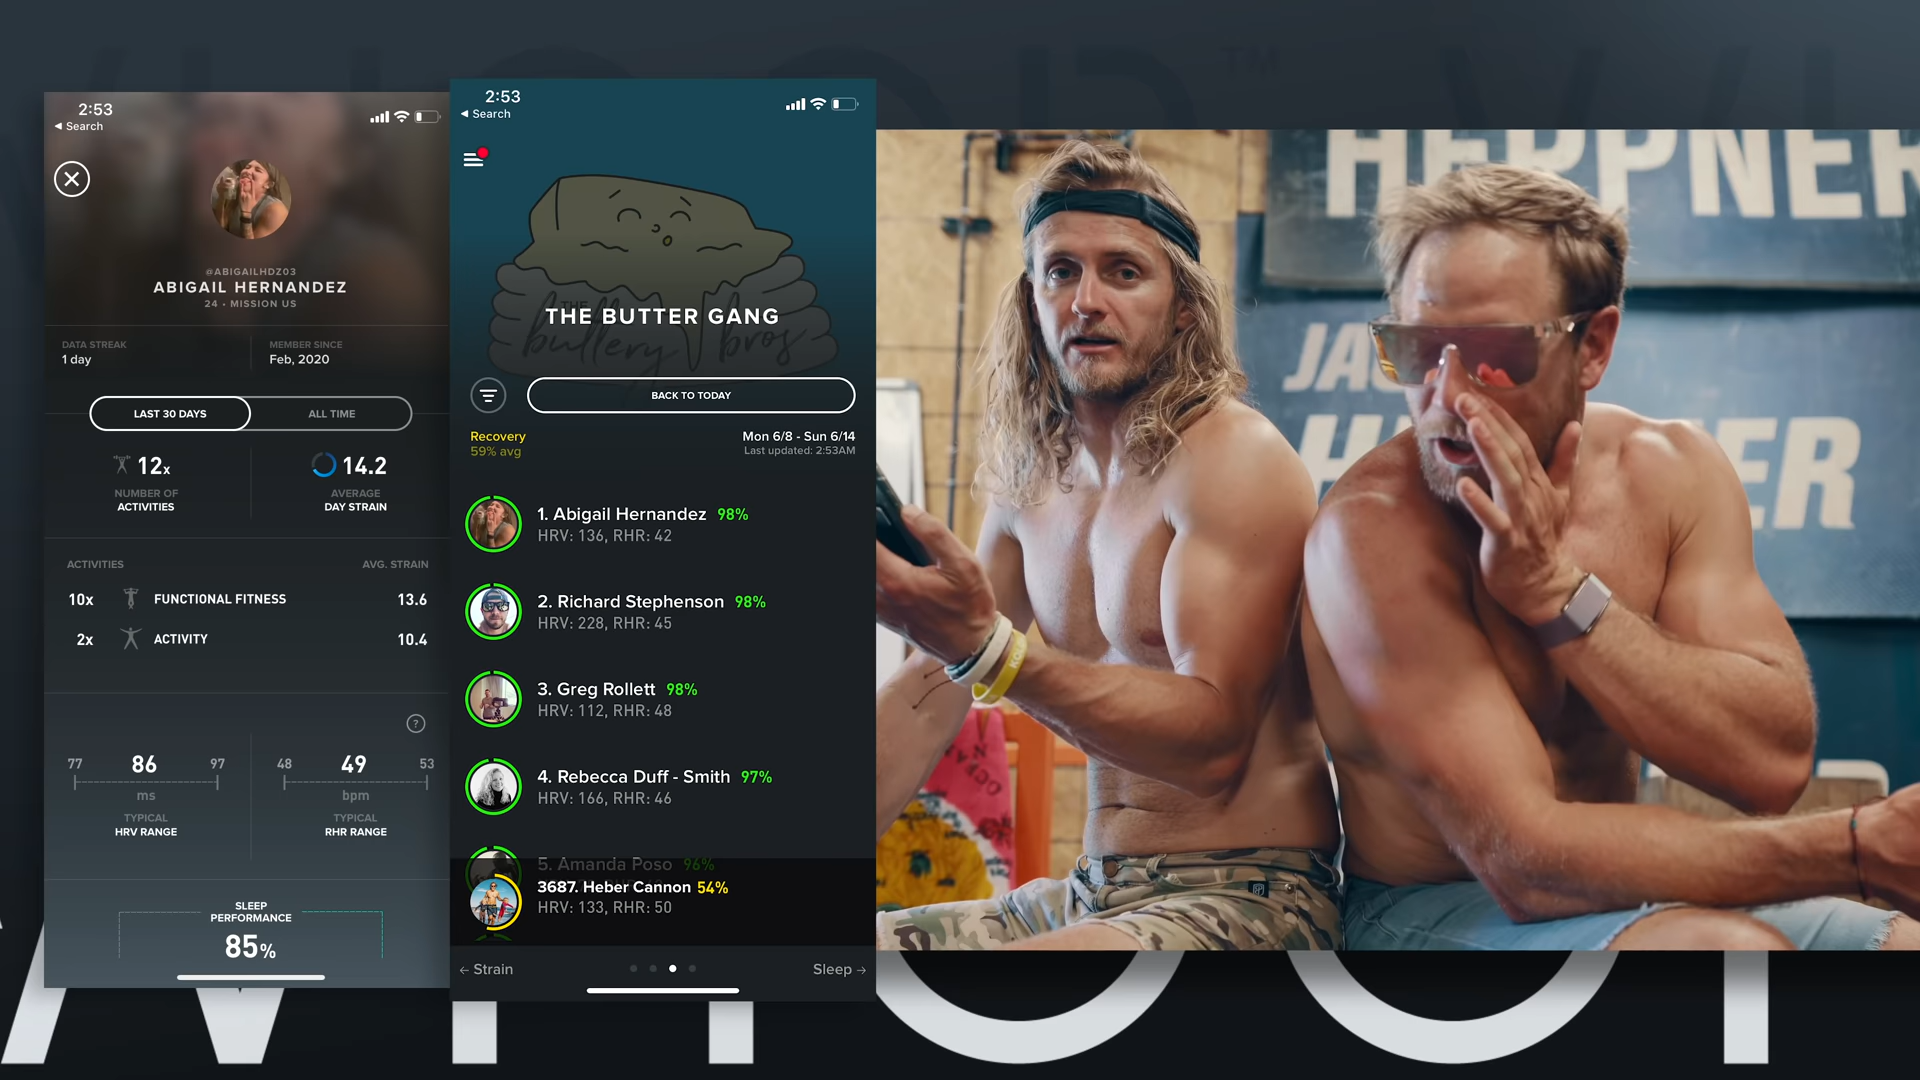 2:53
◀ Search
@ABIGAILHDZ03
ABIGAIL HERNANDEZ
24 • MISSION US
DATA STREAK
1 day
MEMBER SINCE
Feb, 2020
LAST 30 DAYS
ALL TIME
12x
NUMBER OF
ACTIVITIES
14.2
AVERAGE
DAY STRAIN
ACTIVITIES
AVG. STRAIN
10x FUNCTIONAL FITNESS 13.6
2x ACTIVITY 10.4
?
77 86 97
ms
TYPICAL
HRV RANGE
48 49 53
bpm
TYPICAL
RHR RANGE
SLEEP
PERFORMANCE
85%
2:53
◀ Search
THE
THE BUTTER GANG
buttery bros
BACK TO TODAY
Recovery
59% avg
Mon 6/8 - Sun 6/14
Last updated: 2:53AM
1. Abigail Hernandez 98%
HRV: 136, RHR: 42
2. Richard Stephenson 98%
HRV: 228, RHR: 45
3. Greg Rollett 98%
HRV: 112, RHR: 48
4. Rebecca Duff - Smith 97%
HRV: 166, RHR: 46
5. Amanda Poso 96%
3687. Heber Cannon 54%
HRV: 133, RHR: 50
← Strain
Sleep →
HEPPNER
OCEAN